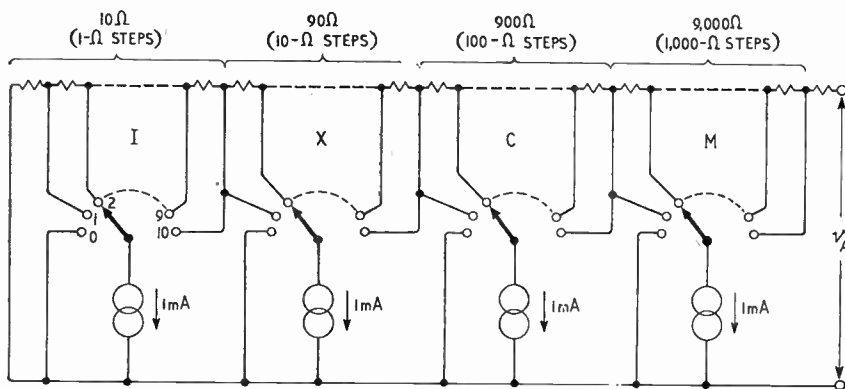 10Ω
(1-Ω STEPS)
90Ω
(10-Ω STEPS)
900Ω
(100-Ω STEPS)
9,000Ω
(1,000-Ω STEPS)
I
X
C
M
2
1
9
0
10
1mA
1mA
1mA
1mA